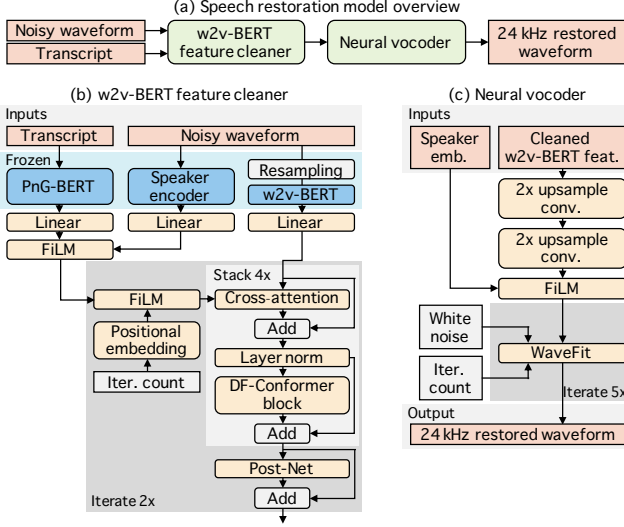 (a) Speech restoration model overview
Noisy waveform
Transcript
w2v-BERT
feature cleaner
Neural vocoder
24 kHz restored
waveform
(b) w2v-BERT feature cleaner
Inputs
Transcript
Noisy waveform
Frozen
PnG-BERT
Speaker
encoder
Resampling
w2v-BERT
Linear
Linear
Linear
FiLM
Stack 4x
FiLM
Cross-attention
Positional
embedding
Add
Iter. count
Layer norm
DF-Conformer
block
Add
Post-Net
Iterate 2x
Add
(c) Neural vocoder
Inputs
Speaker
emb.
Cleaned
w2v-BERT feat.
2x upsample
conv.
2x upsample
conv.
FiLM
White
noise
WaveFit
Iter.
count
Iterate 5x
Output
24 kHz restored waveform